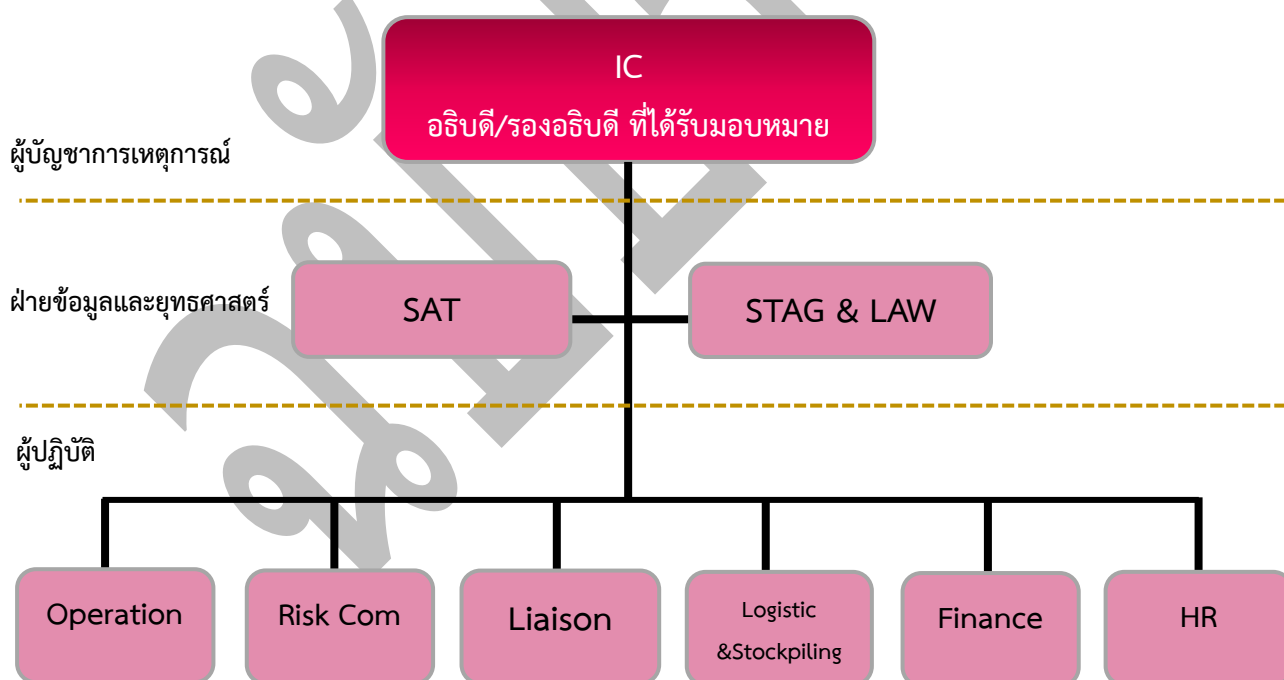 IC
อธิบดี/รองอธิบดี ที่ได้รับมอบหมาย
ผู้บัญชาการเหตุการณ์
ฝ่ายข้อมูลและยุทธศาสตร์
SAT
STAG & LAW
ผู้ปฏิบัติ
Operation
Risk Com
Liaison
Logistic
&Stockpiling
Finance
HR